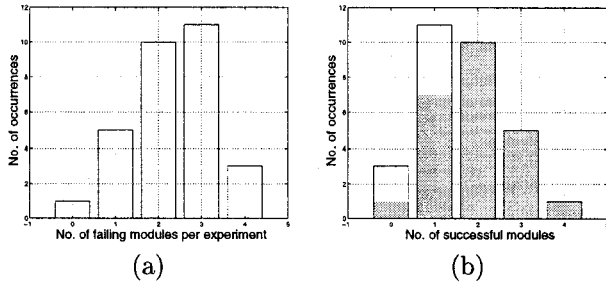 12
10
8
6
4
2
0
No. of occurrences
-1 0 1 2 3 4 5
No. of failing modules per experiment
(a)
12
10
8
6
4
2
0
No. of occurrences
-1 0 1 2 3 4
No. of successful modules
(b)